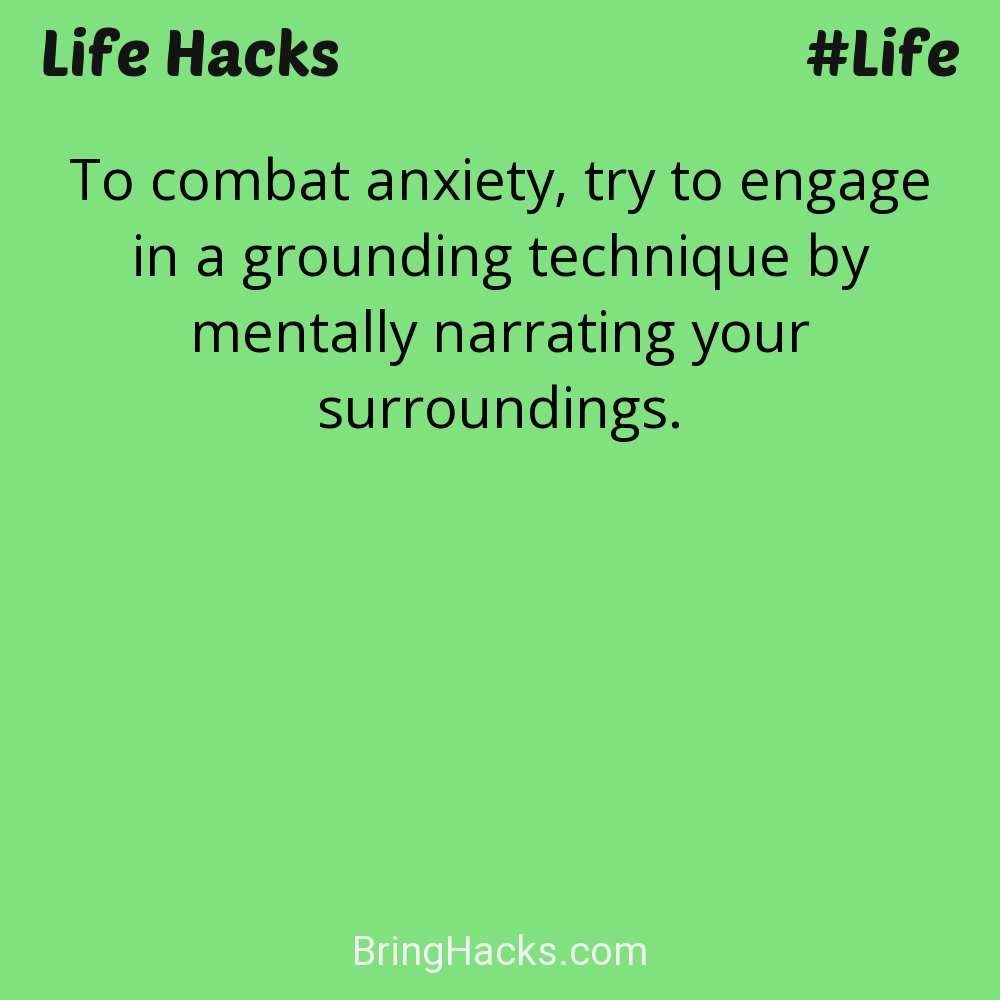 Life Hacks #Life
To combat anxiety, try to engage
in a grounding technique by
mentally narrating your
surroundings.
BringHacks.com